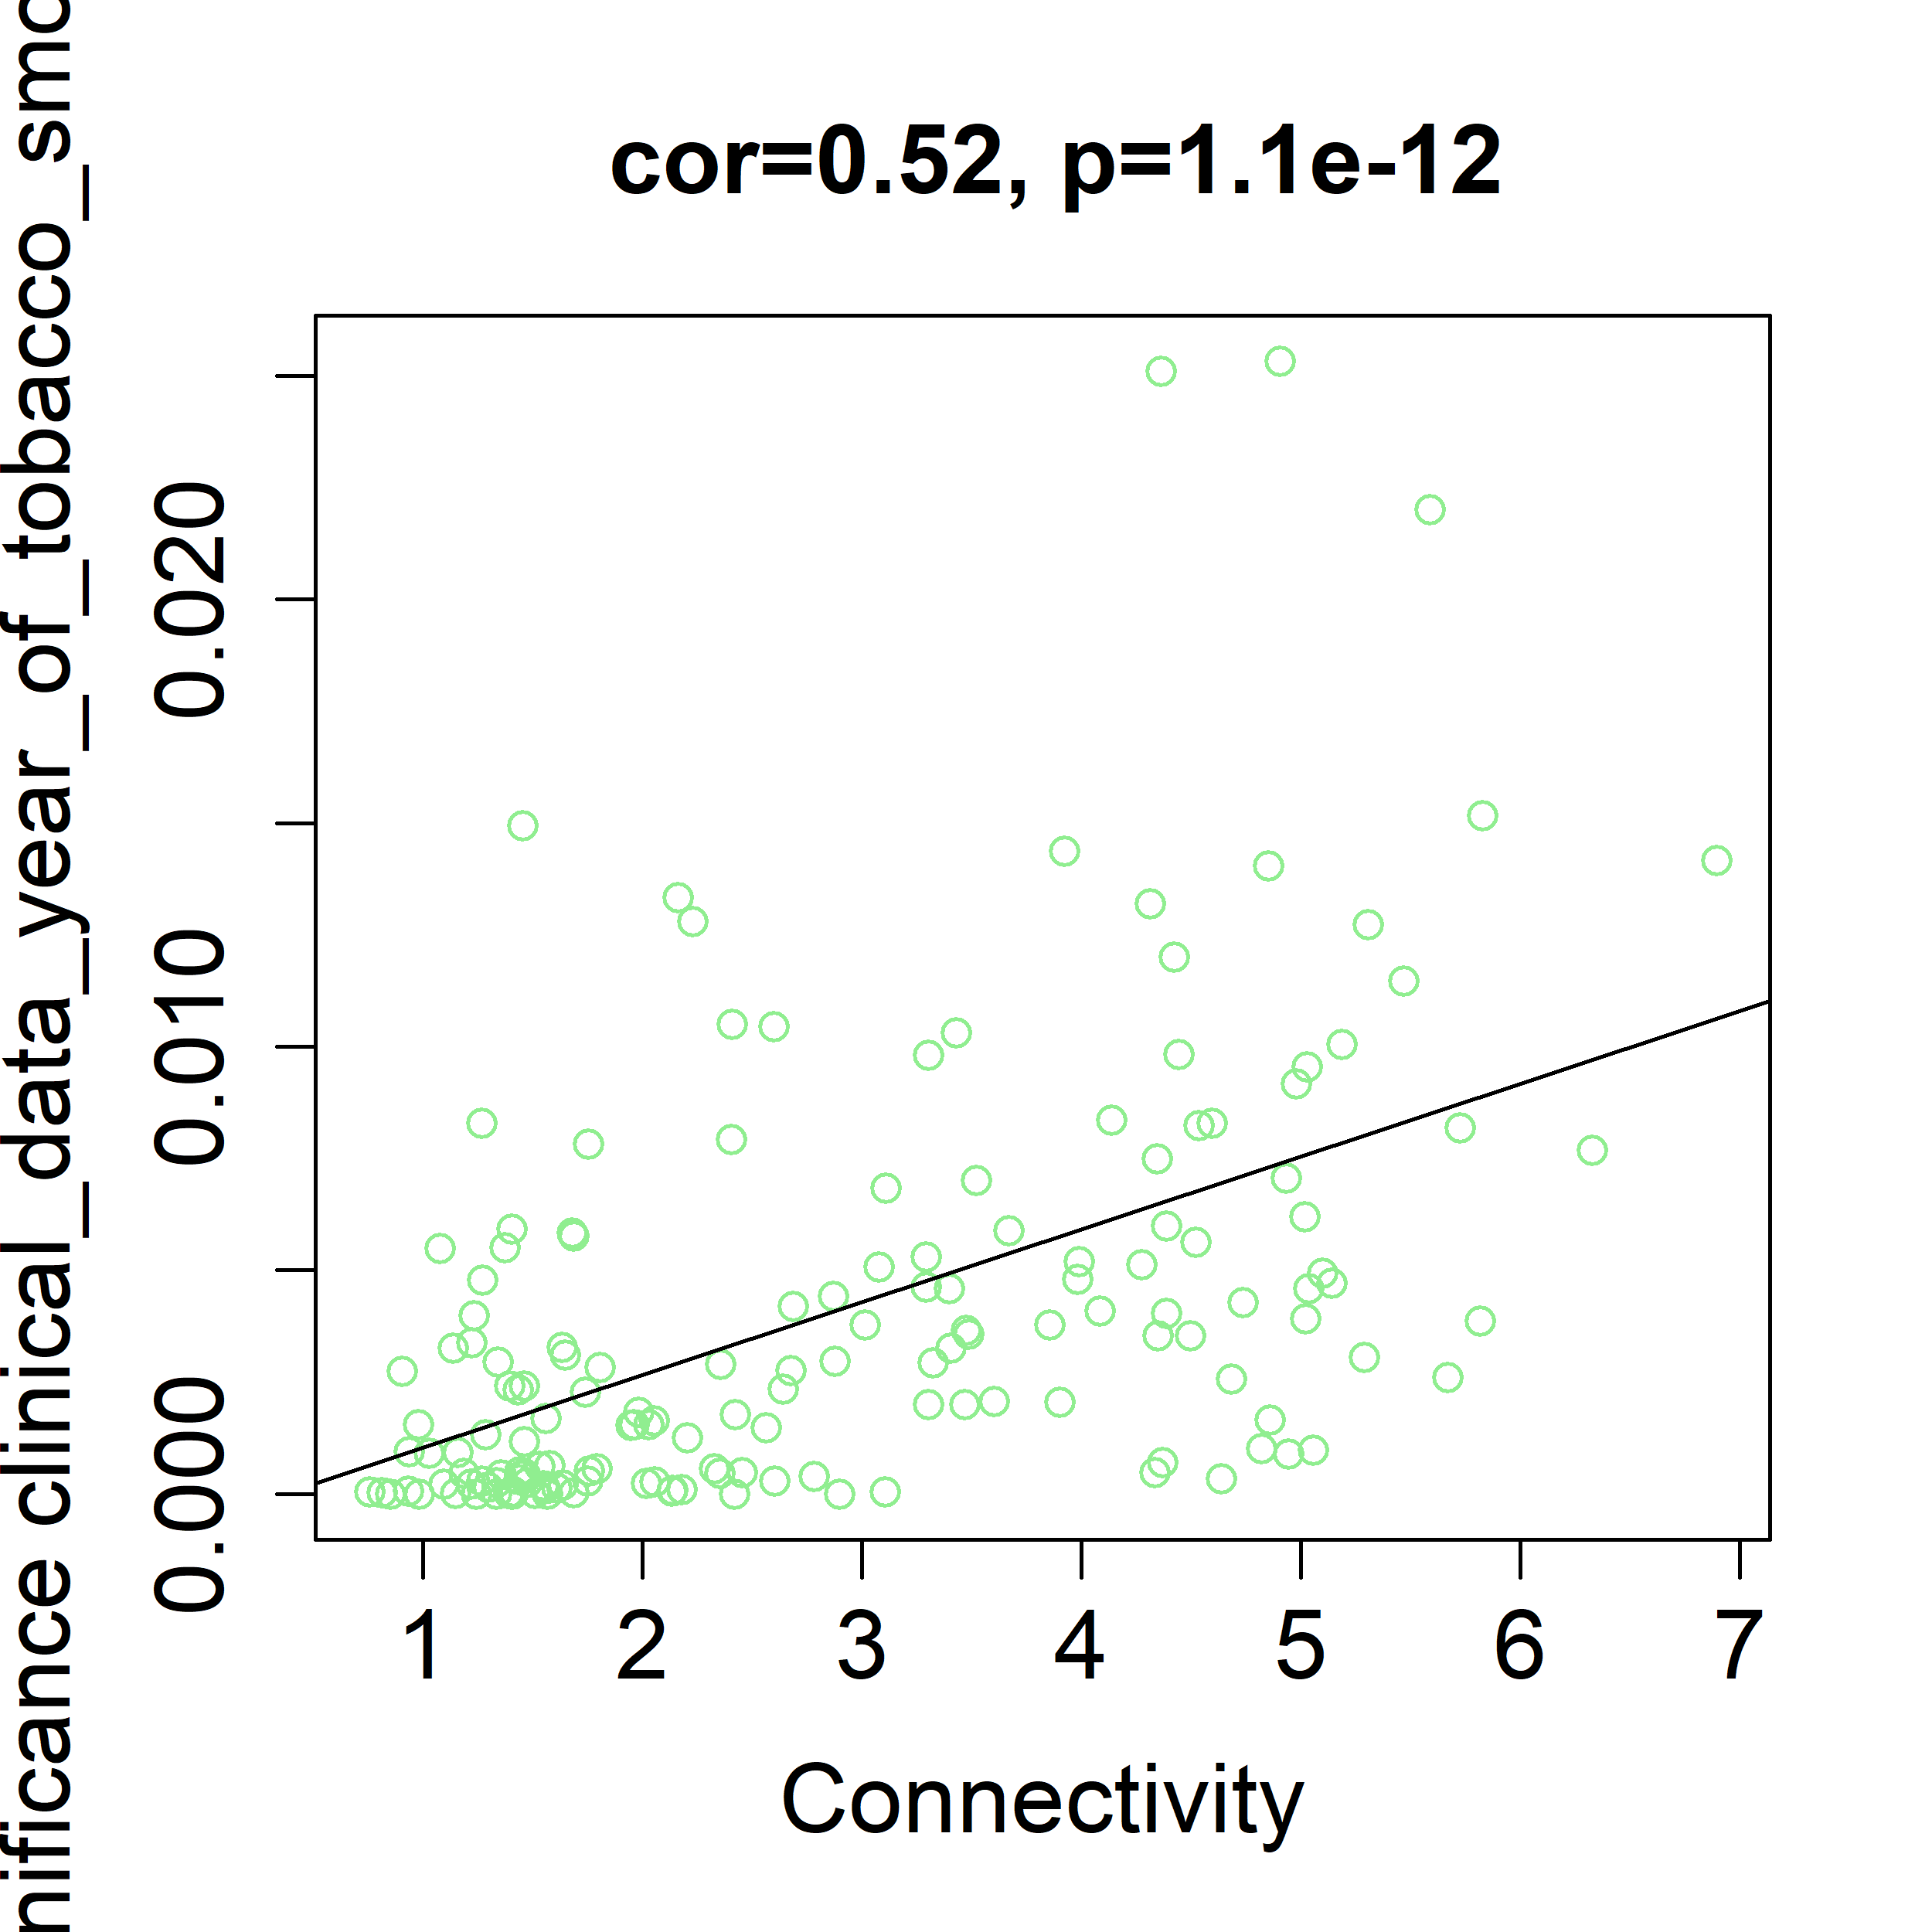 cor=0.52, p=1.1e-12
nificance clinical_data_year_of_tobacco_smo
0.020
0.010
0.000
1 2 3 4 5 6 7
Connectivity